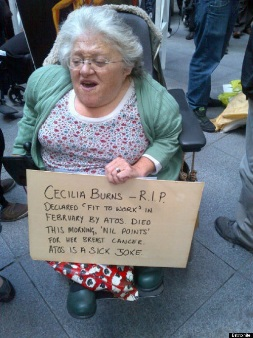 CECILIA BURNS - R.I.P.
DECLARED "FIT TO WORK" IN
FEBRUARY BY ATOS DIED
THIS MORNING, 'NIL POINTS'
FOR HER BREAST CANCER.
ATOS IS A SICK JOKE